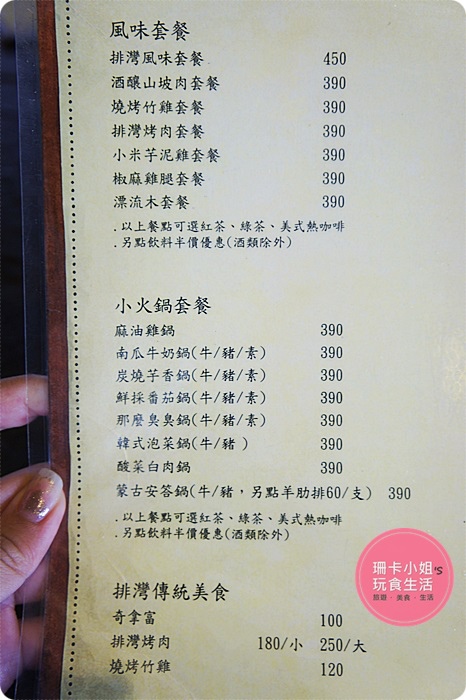 風味套餐
排灣風味套餐 450
酒釀山坡肉套餐 390
燒烤竹雞套餐 390
排灣烤肉套餐 390
小米芋泥雞套餐 390
椒麻雞腿套餐 390
漂流木套餐 390
.以上餐點可選紅茶、綠茶、美式熱咖啡
.另點飲料半價優惠(酒類除外)
小火鍋套餐
麻油雞鍋 390
南瓜牛奶鍋(牛/豬/素) 390
炭燒芋香鍋(牛/豬/素) 390
鮮採番茄鍋(牛/豬/素) 390
那麼臭臭鍋(牛/豬/素) 390
韓式泡菜鍋(牛/豬 ) 390
酸菜白肉鍋 390
蒙古安答鍋(牛/豬，另點羊肋排60/支) 390
.以上餐點可選紅茶、綠茶、美式熱咖啡
.另點飲料半價優惠(酒類除外)
排灣傳統美食
奇拿富 100
排灣烤肉 180/小 250/大
燒烤竹雞 120
珊卡小姐's
玩食生活
旅遊 · 美食 · 生活